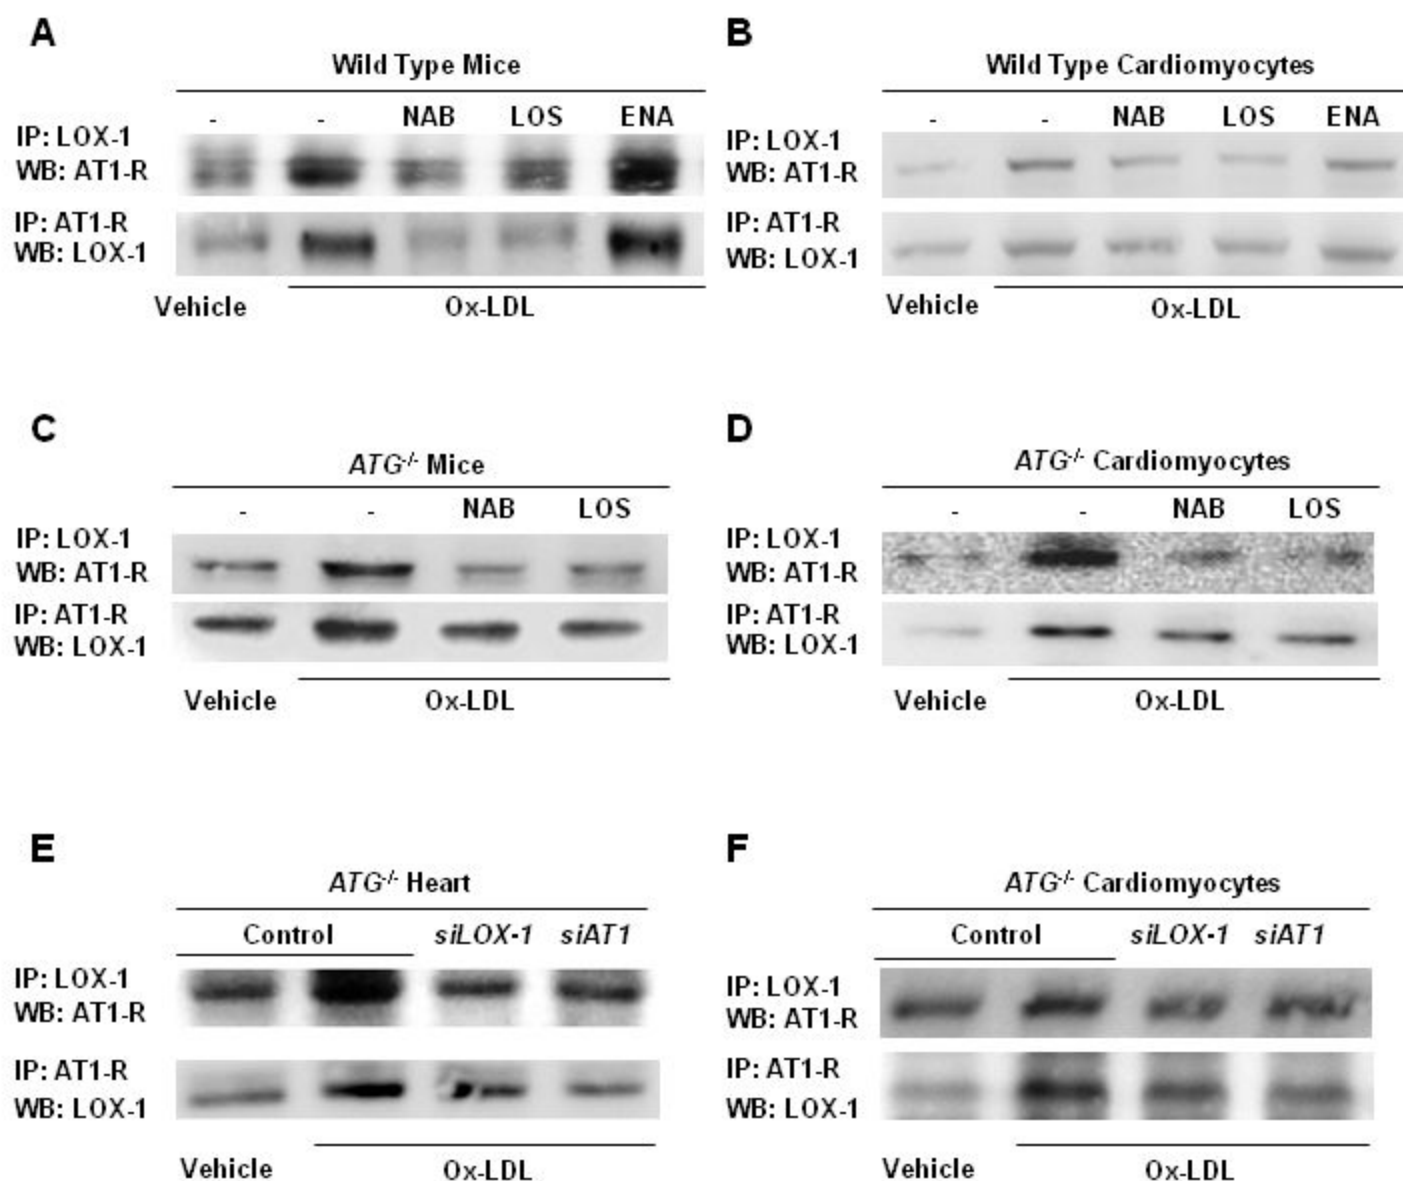 A
Wild Type Mice
- - NAB LOS ENA
IP: LOX-1
WB: AT1-R
IP: AT1-R
WB: LOX-1
Vehicle Ox-LDL
B
Wild Type Cardiomyocytes
- - NAB LOS ENA
IP: LOX-1
WB: AT1-R
IP: AT1-R
WB: LOX-1
Vehicle Ox-LDL
C
ATG-/- Mice
- - NAB LOS
IP: LOX-1
WB: AT1-R
IP: AT1-R
WB: LOX-1
Vehicle Ox-LDL
D
ATG-/- Cardiomyocytes
- - NAB LOS
IP: LOX-1
WB: AT1-R
IP: AT1-R
WB: LOX-1
Vehicle Ox-LDL
E
ATG-/- Heart
Control siLOX-1 siAT1
IP: LOX-1
WB: AT1-R
IP: AT1-R
WB: LOX-1
Vehicle Ox-LDL
F
ATG-/- Cardiomyocytes
Control siLOX-1 siAT1
IP: LOX-1
WB: AT1-R
IP: AT1-R
WB: LOX-1
Vehicle Ox-LDL